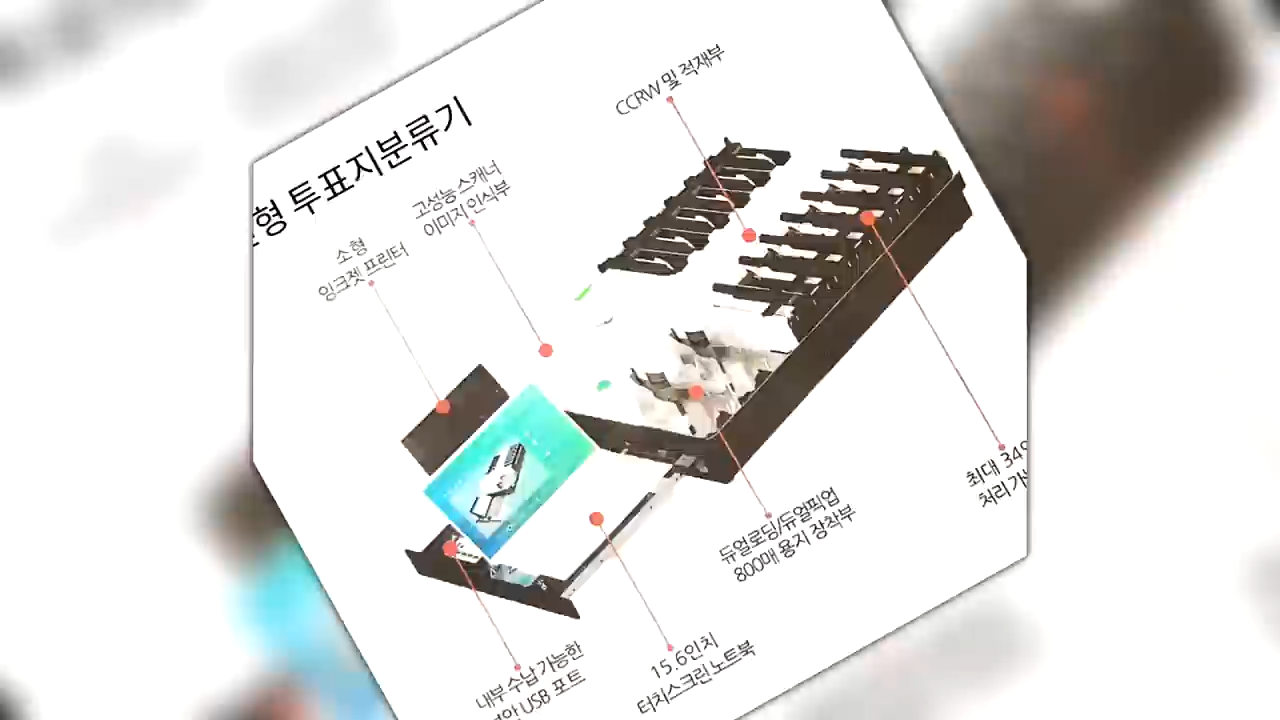 형 투표지분류기
CCRW 및 적재부
고성능 스캐너
이미지 인식부
소형
잉크젯 프린터
최대 34
처리
듀얼로딩/듀얼픽업
800매 용지 장착부
15.6인치
터치스크린 노트북
내부 수납 가능한
USB 포트